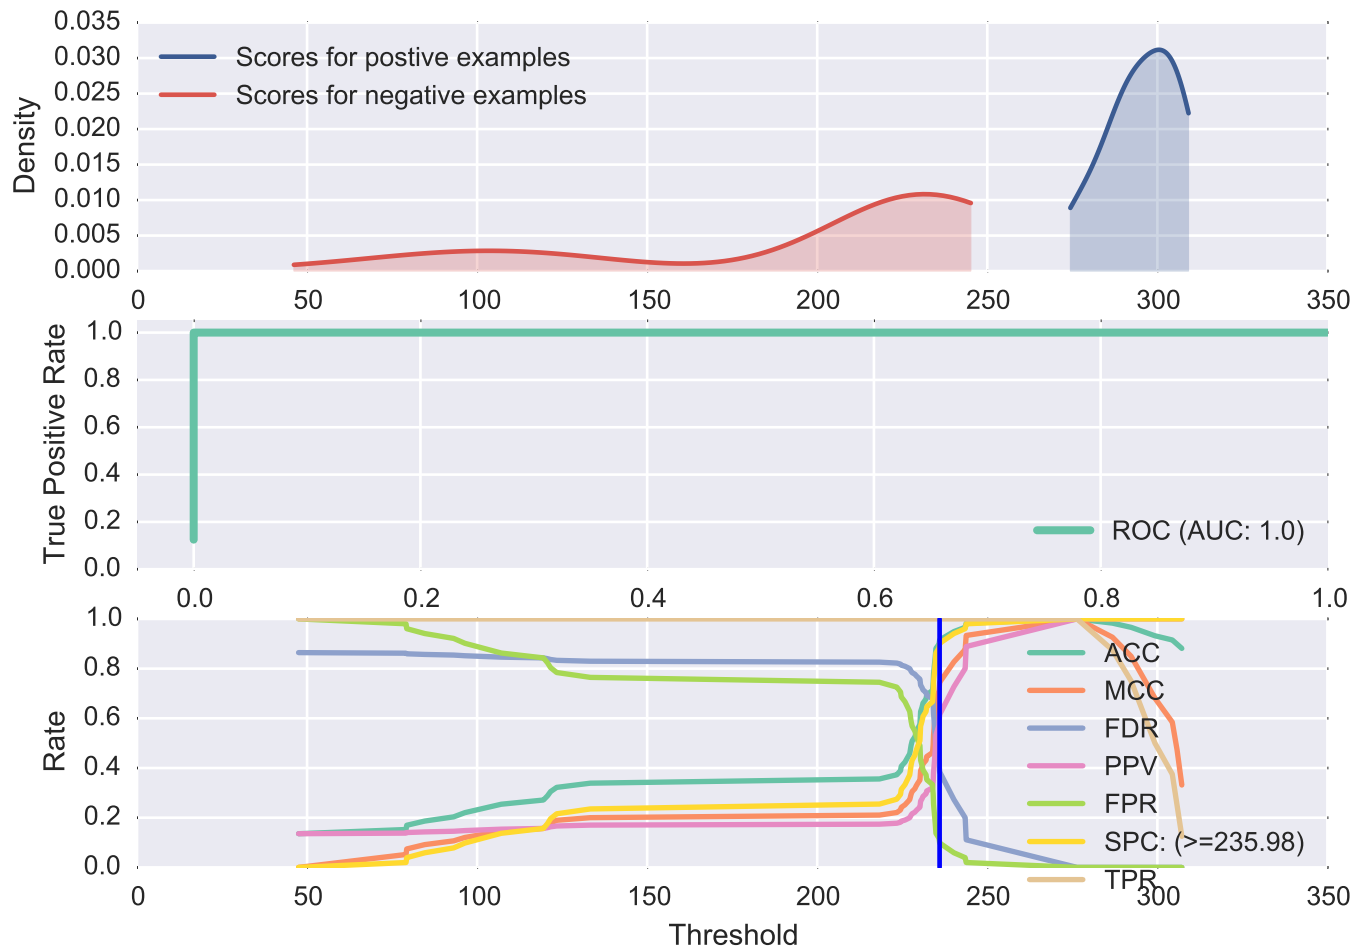 0.035
0.030
0.025
0.020
0.015
0.010
0.005
0.000
Density
Scores for postive examples
Scores for negative examples
0 50 100 150 200 250 300 350
1.0
0.8
0.6
0.4
0.2
0.0
True Positive Rate
ROC (AUC: 1.0)
0.0 0.2 0.4 0.6 0.8 1.0
1.0
0.8
0.6
0.4
0.2
0.0
Rate
ACC
MCC
FDR
PPV
FPR
SPC: (>=235.98)
TPR
0 50 100 150 200 250 300 350
Threshold